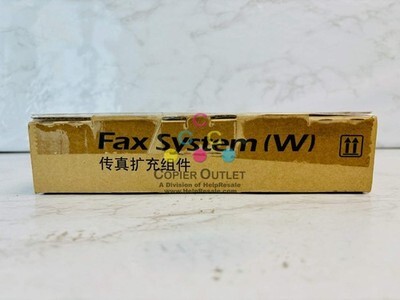 Fax System (W)
传真扩充组件
COPIER OUTLET
A Division of HelpResale